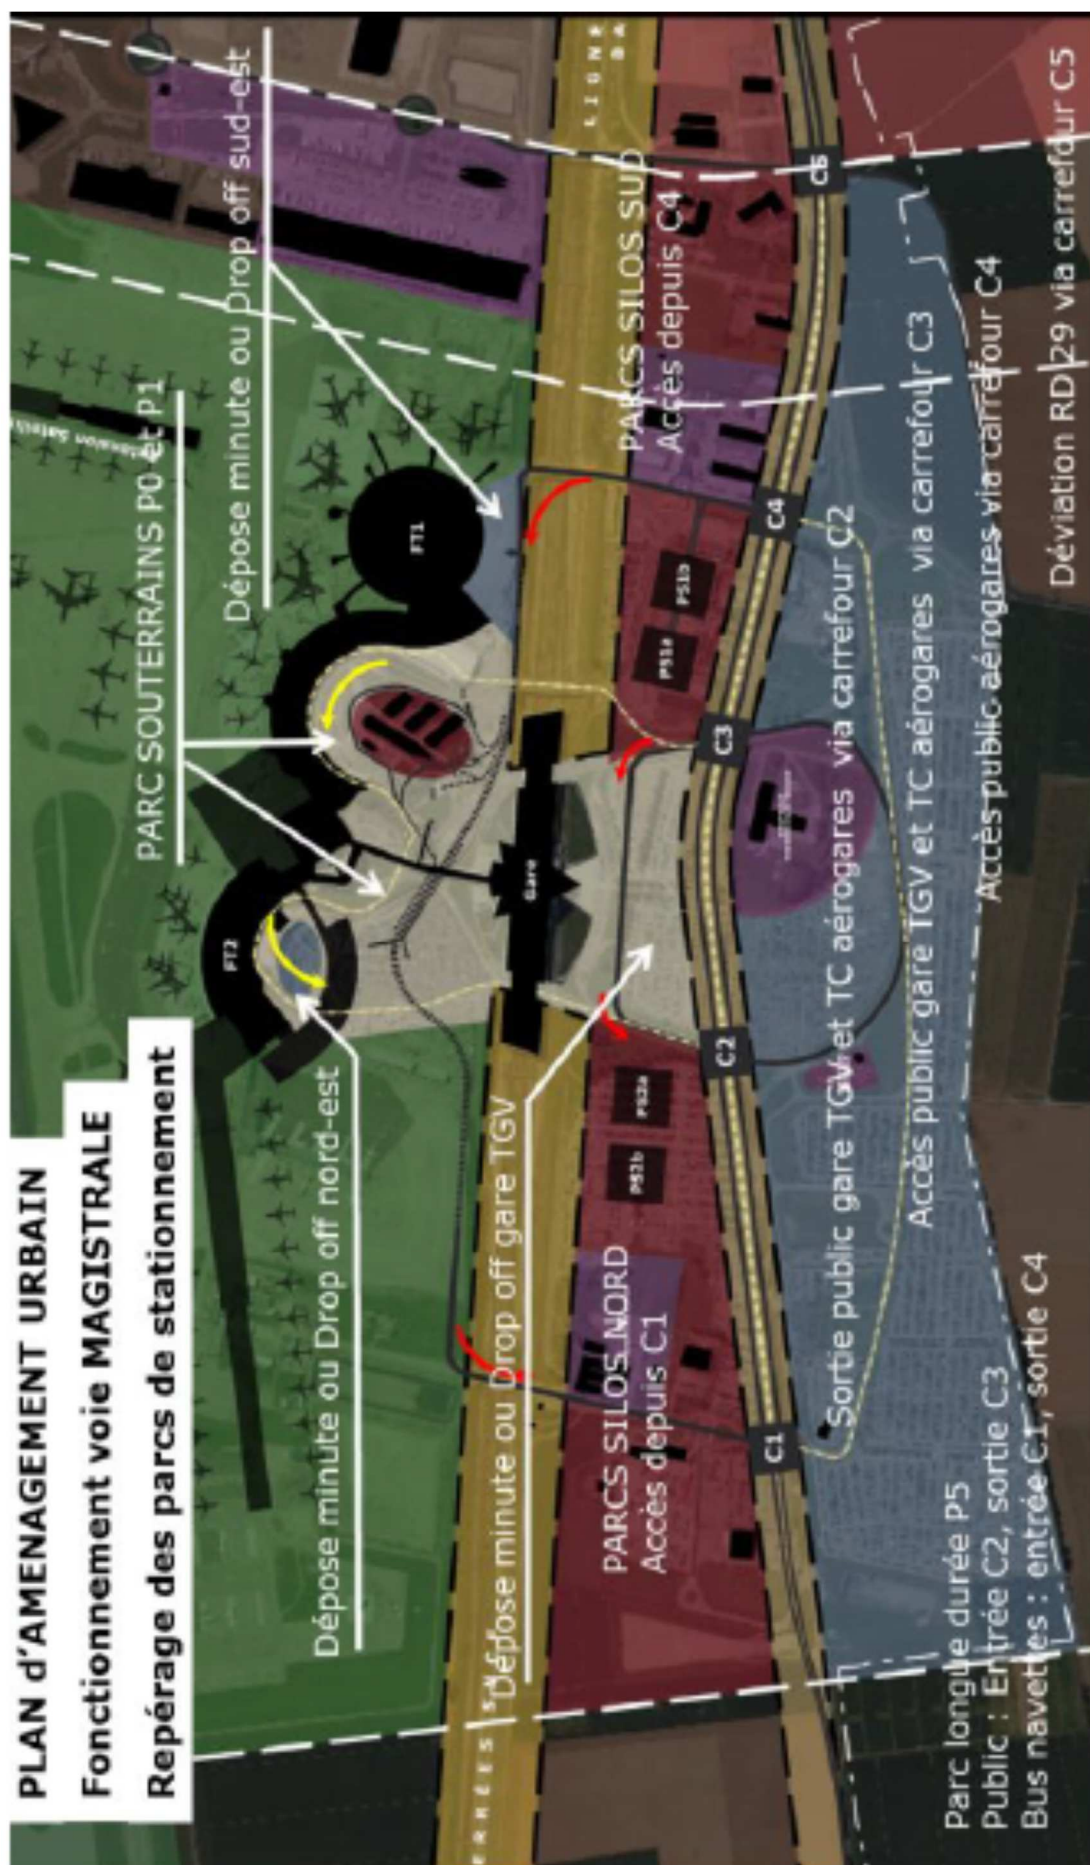 PLAN d'AMENAGEMENT URBAIN
Fonctionnement voie MAGISTRALE
Repérage des parcs de stationnement
PARC SOUTERRAINS P0 et P1
Dépose minute ou Drop off sud-est
Dépose minute ou Drop off nord-est
Dépose minute ou Drop off gare TGV
FT2
FT1
Gare
LIGNE
PARCS SILOS NORD
Accès depuis C1
PARCS SILOS SUD
Accès depuis C4
PS2b
PS2a
PS1a
PS1b
C1
C2
C3
C4
C5
Sortie public gare TGV et TC aérogares via carrefour C2
Accès public gare TGV et TC aérogares via carrefour C3
Accès public aérogares via carrefour C4
Déviation RD 29 via carrefour C5
Parc longue durée P5
Public : Entrée C2, sortie C3
Bus navettes : entrée C1, sortie C4